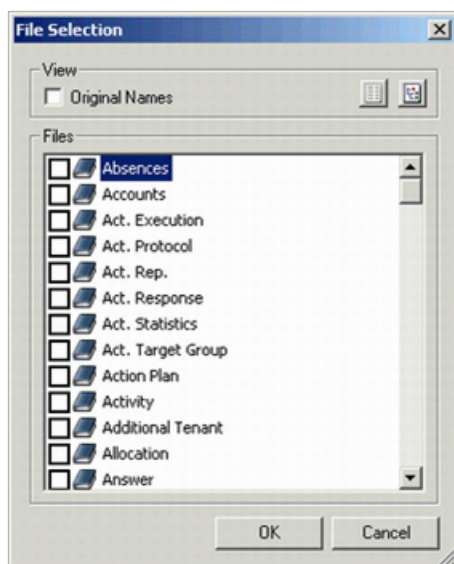 File Selection
View
Original Names
Files
Absences
Accounts
Act. Execution
Act. Protocol
Act. Rep.
Act. Response
Act. Statistics
Act. Target Group
Action Plan
Activity
Additional Tenant
Allocation
Answer
OK Cancel